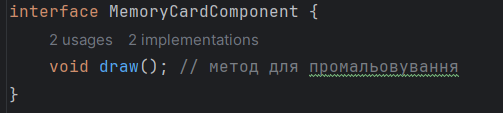 interface MemoryCardComponent {
2 usages 2 implementations
void draw(); // метод для промальовування
}